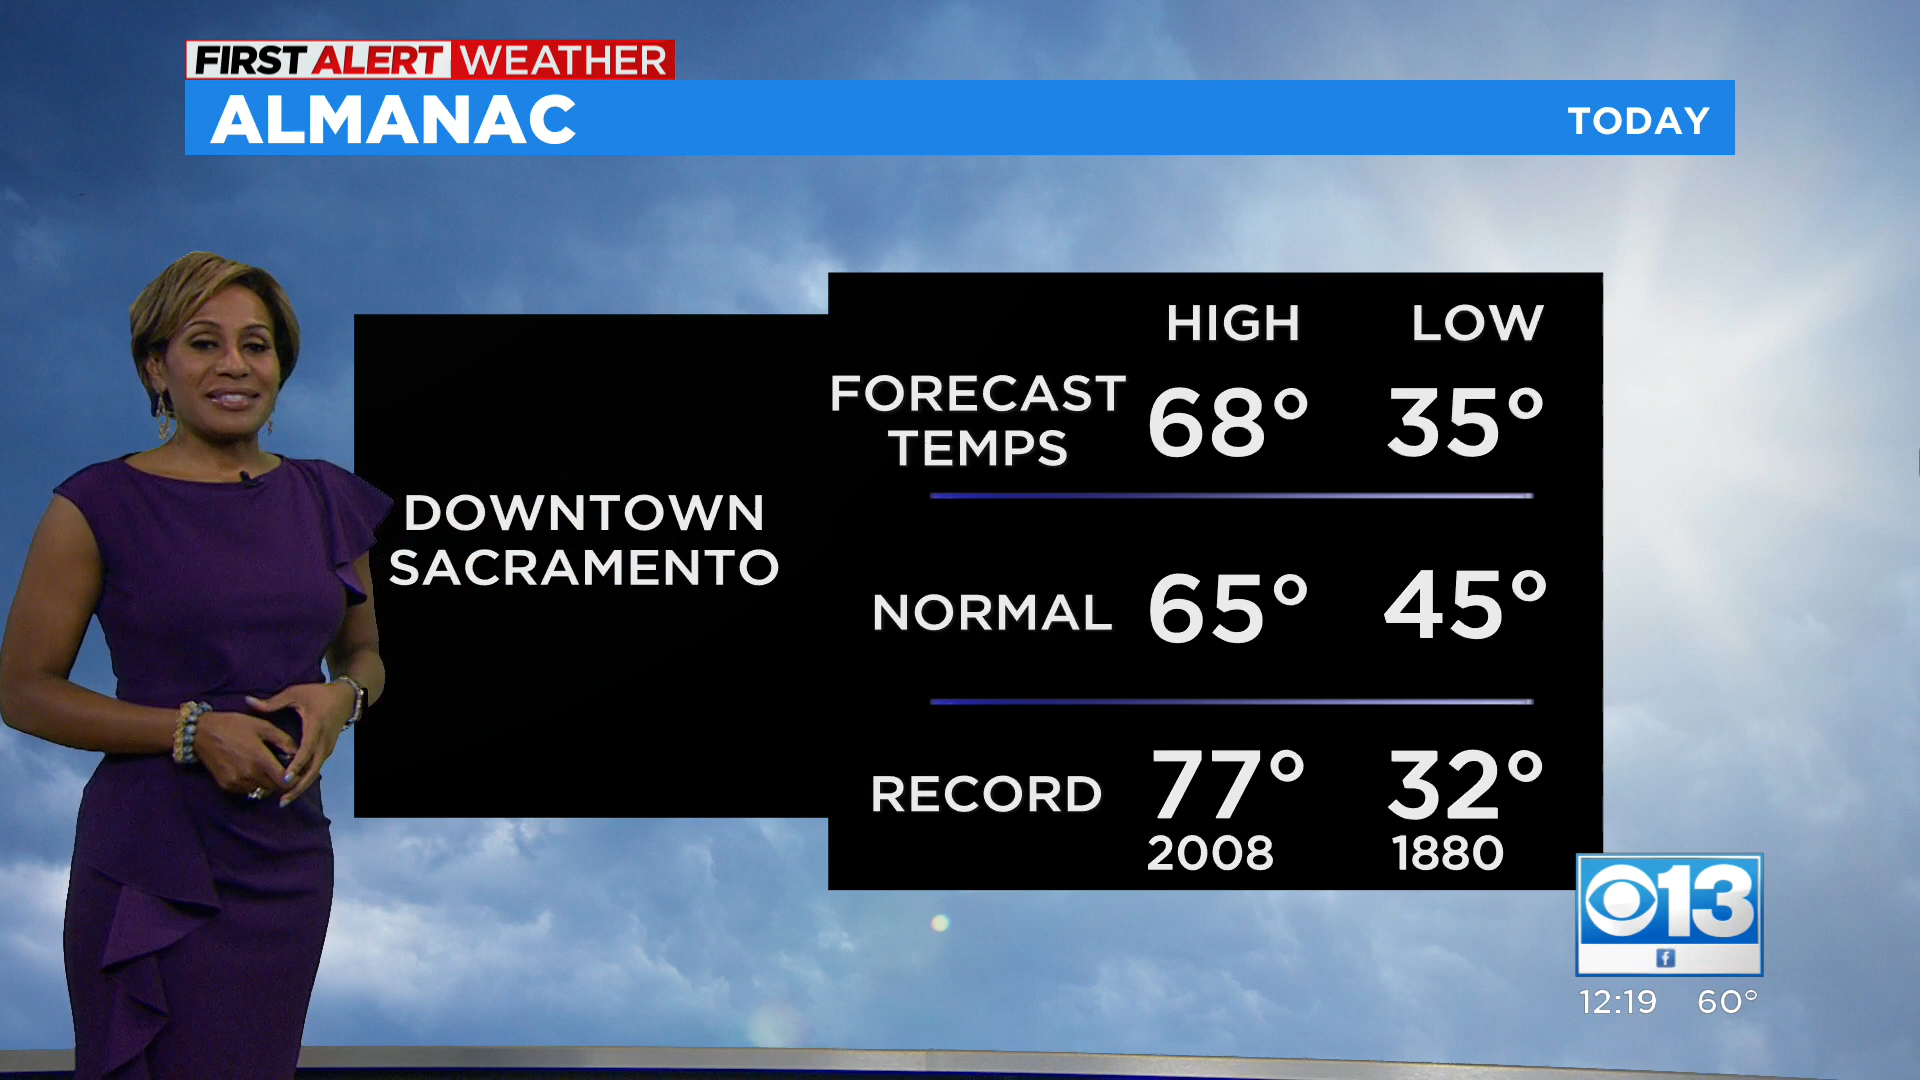 FIRST ALERT WEATHER
ALMANAC
TODAY
HIGH LOW
FORECAST
TEMPS
68° 35°
DOWNTOWN
SACRAMENTO
NORMAL 65° 45°
RECORD 77° 32°
2008 1880
13
f
12:19 60°